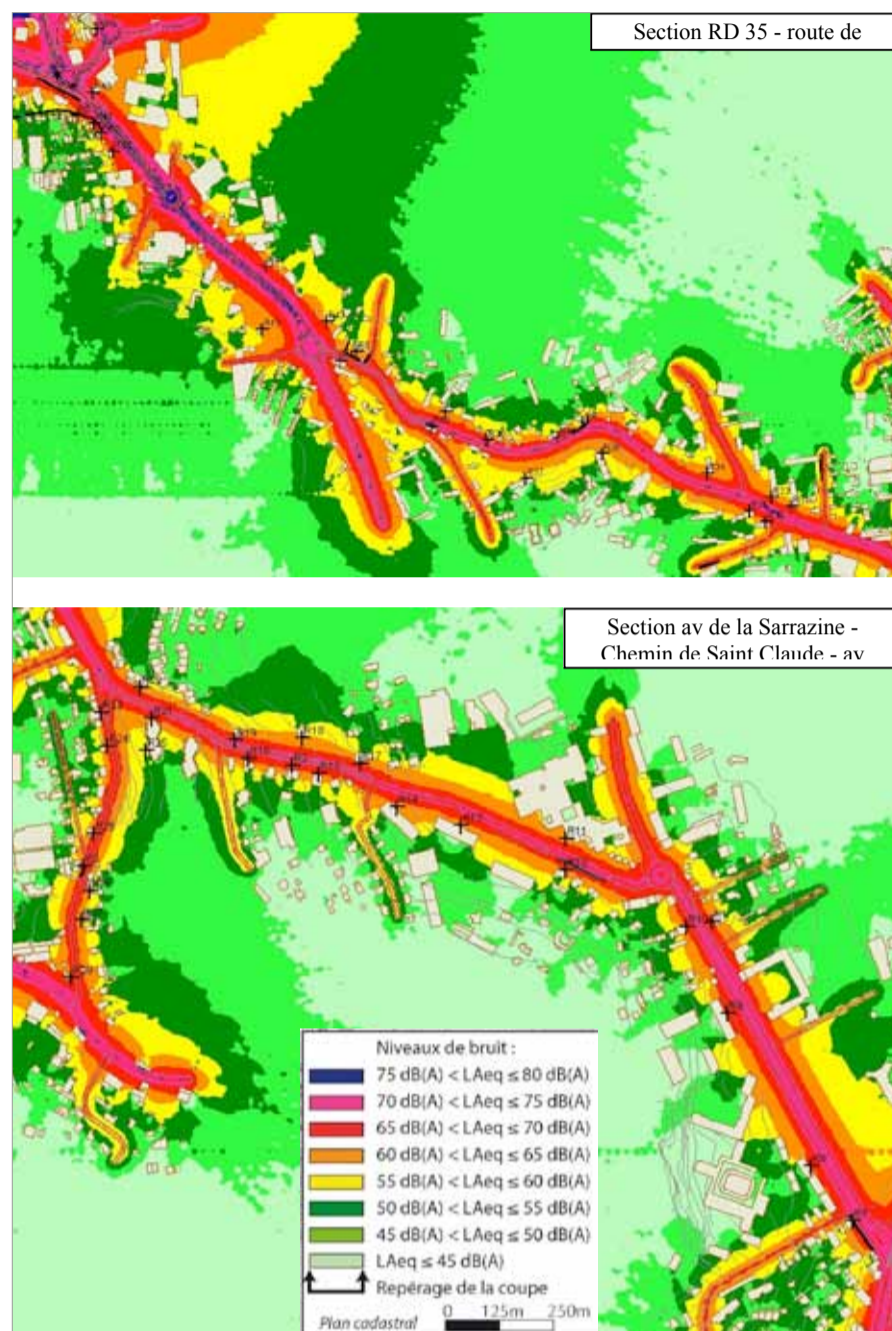 Section RD 35 - route de
Section av de la Sarrazine -
Chemin de Saint Claude - av
Niveaux de bruit :
75 dB(A) < LAeq ≤ 80 dB(A)
70 dB(A) < LAeq ≤ 75 dB(A)
65 dB(A) < LAeq ≤ 70 dB(A)
60 dB(A) < LAeq ≤ 65 dB(A)
55 dB(A) < LAeq ≤ 60 dB(A)
50 dB(A) < LAeq ≤ 55 dB(A)
45 dB(A) < LAeq ≤ 50 dB(A)
LAeq ≤ 45 dB(A)
Repérage de la coupe
Plan cadastral 0 125m 250m